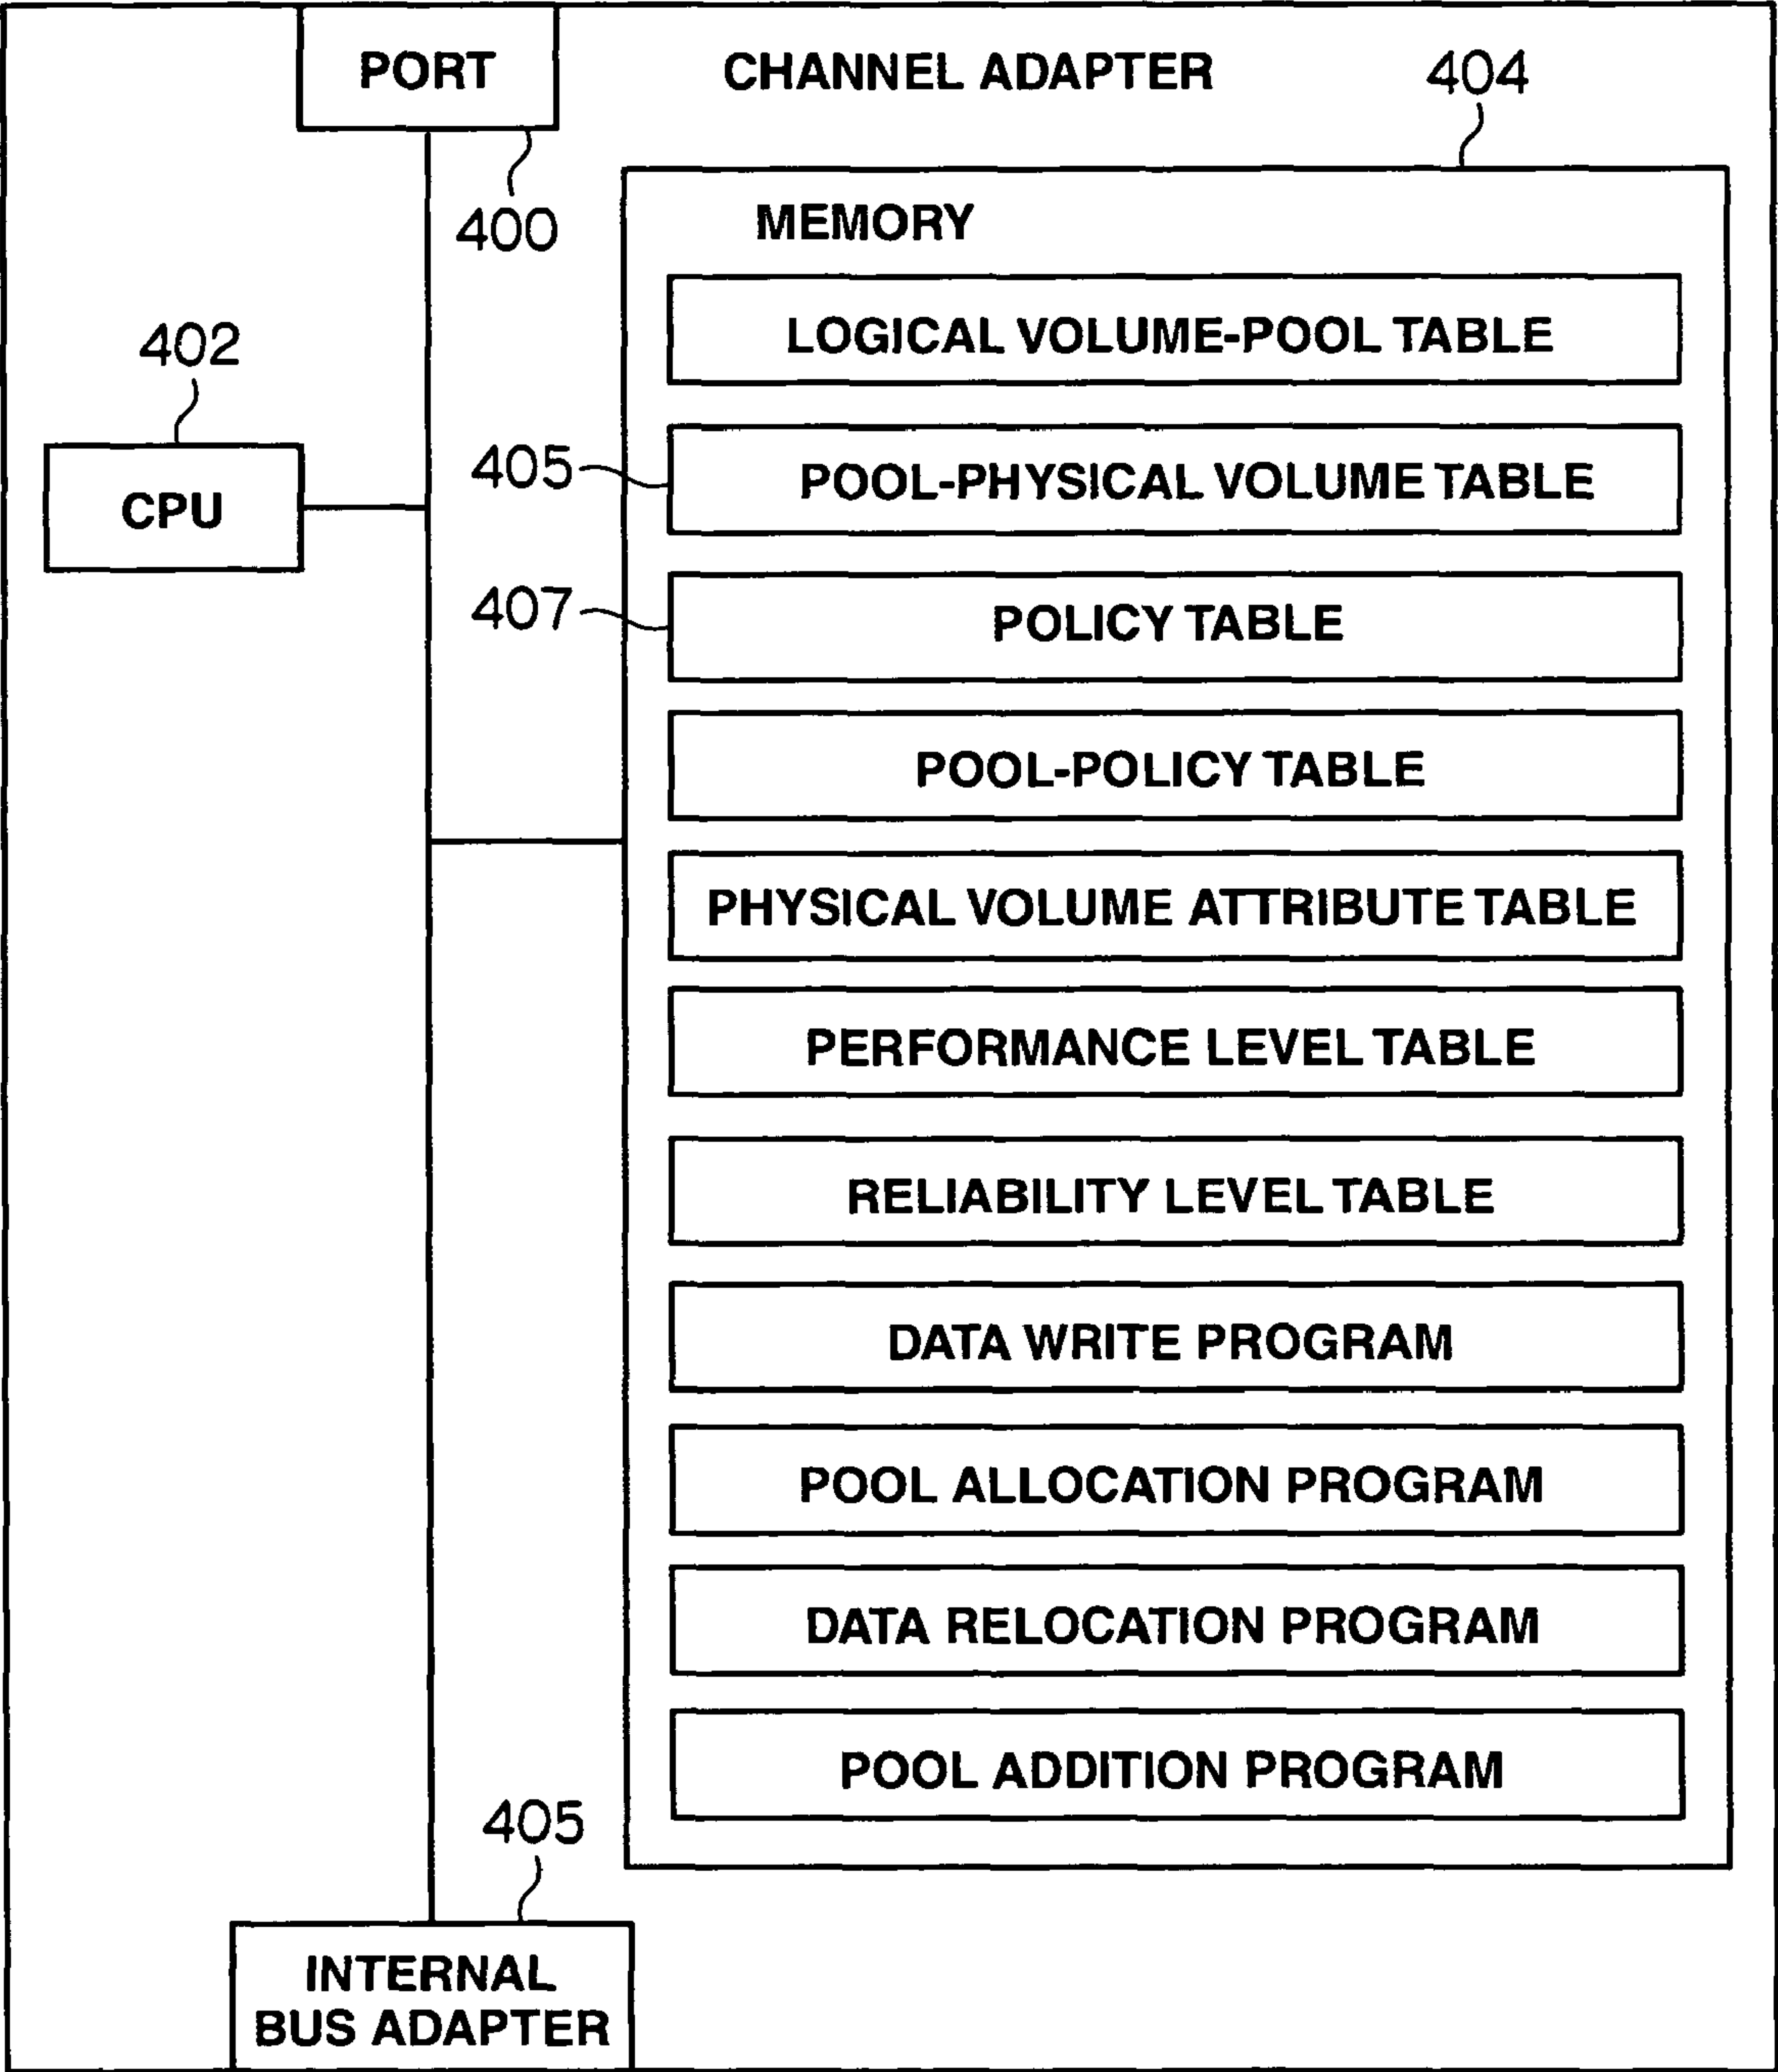 PORT
CHANNEL ADAPTER
404
400
MEMORY
LOGICAL VOLUME-POOL TABLE
402
405
POOL-PHYSICAL VOLUME TABLE
CPU
407
POLICY TABLE
POOL-POLICY TABLE
PHYSICAL VOLUME ATTRIBUTE TABLE
PERFORMANCE LEVEL TABLE
RELIABILITY LEVEL TABLE
DATA WRITE PROGRAM
POOL ALLOCATION PROGRAM
DATA RELOCATION PROGRAM
POOL ADDITION PROGRAM
405
INTERNAL
BUS ADAPTER